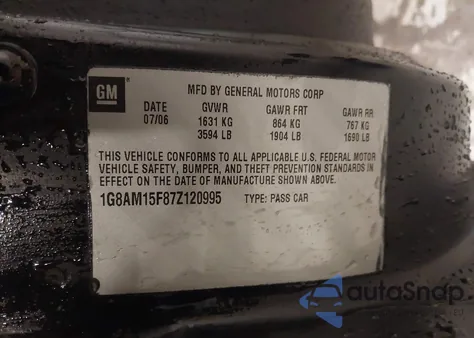 GM
MFD BY GENERAL MOTORS CORP
DATE GVWR GAWR FRT GAWR RR
07/06 1631 KG 864 KG 767 KG
3594 LB 1904 LB 1690 LB
THIS VEHICLE CONFORMS TO ALL APPLICABLE U.S. FEDERAL MOTOR
VEHICLE SAFETY, BUMPER, AND THEFT PREVENTION STANDARDS IN
EFFECT ON THE DATE OF MANUFACTURE SHOWN ABOVE.
1G8AM15F87Z120995 TYPE: PASS CAR
autoSnap